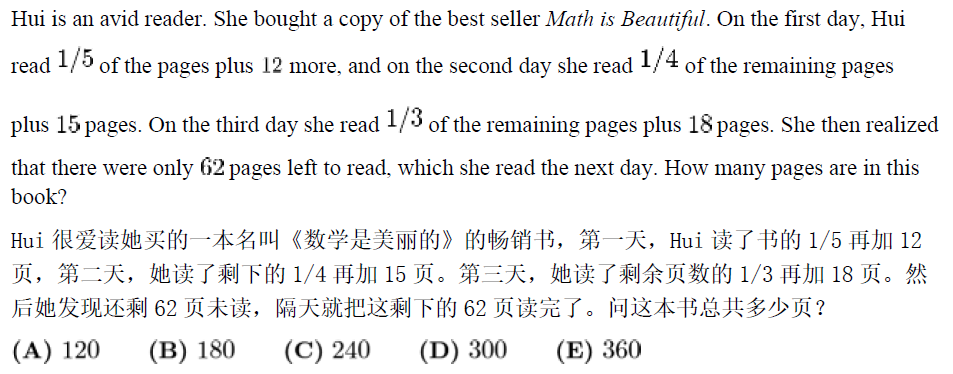 Hui is an avid reader. She bought a copy of the best seller Math is Beautiful. On the first day, Hui
read 1/5 of the pages plus 12 more, and on the second day she read 1/4 of the remaining pages
plus 15 pages. On the third day she read 1/3 of the remaining pages plus 18 pages. She then realized
that there were only 62 pages left to read, which she read the next day. How many pages are in this
book?
Hui 很爱读她买的一本名叫《数学是美丽的》的畅销书，第一天，Hui 读了书的 1/5 再加 12
页，第二天，她读了剩下的 1/4 再加 15 页。第三天，她读了剩余页数的 1/3 再加 18 页。然
后她发现还剩 62 页未读，隔天就把这剩下的 62 页读完了。问这本书总共多少页？
(A) 120 (B) 180 (C) 240 (D) 300 (E) 360